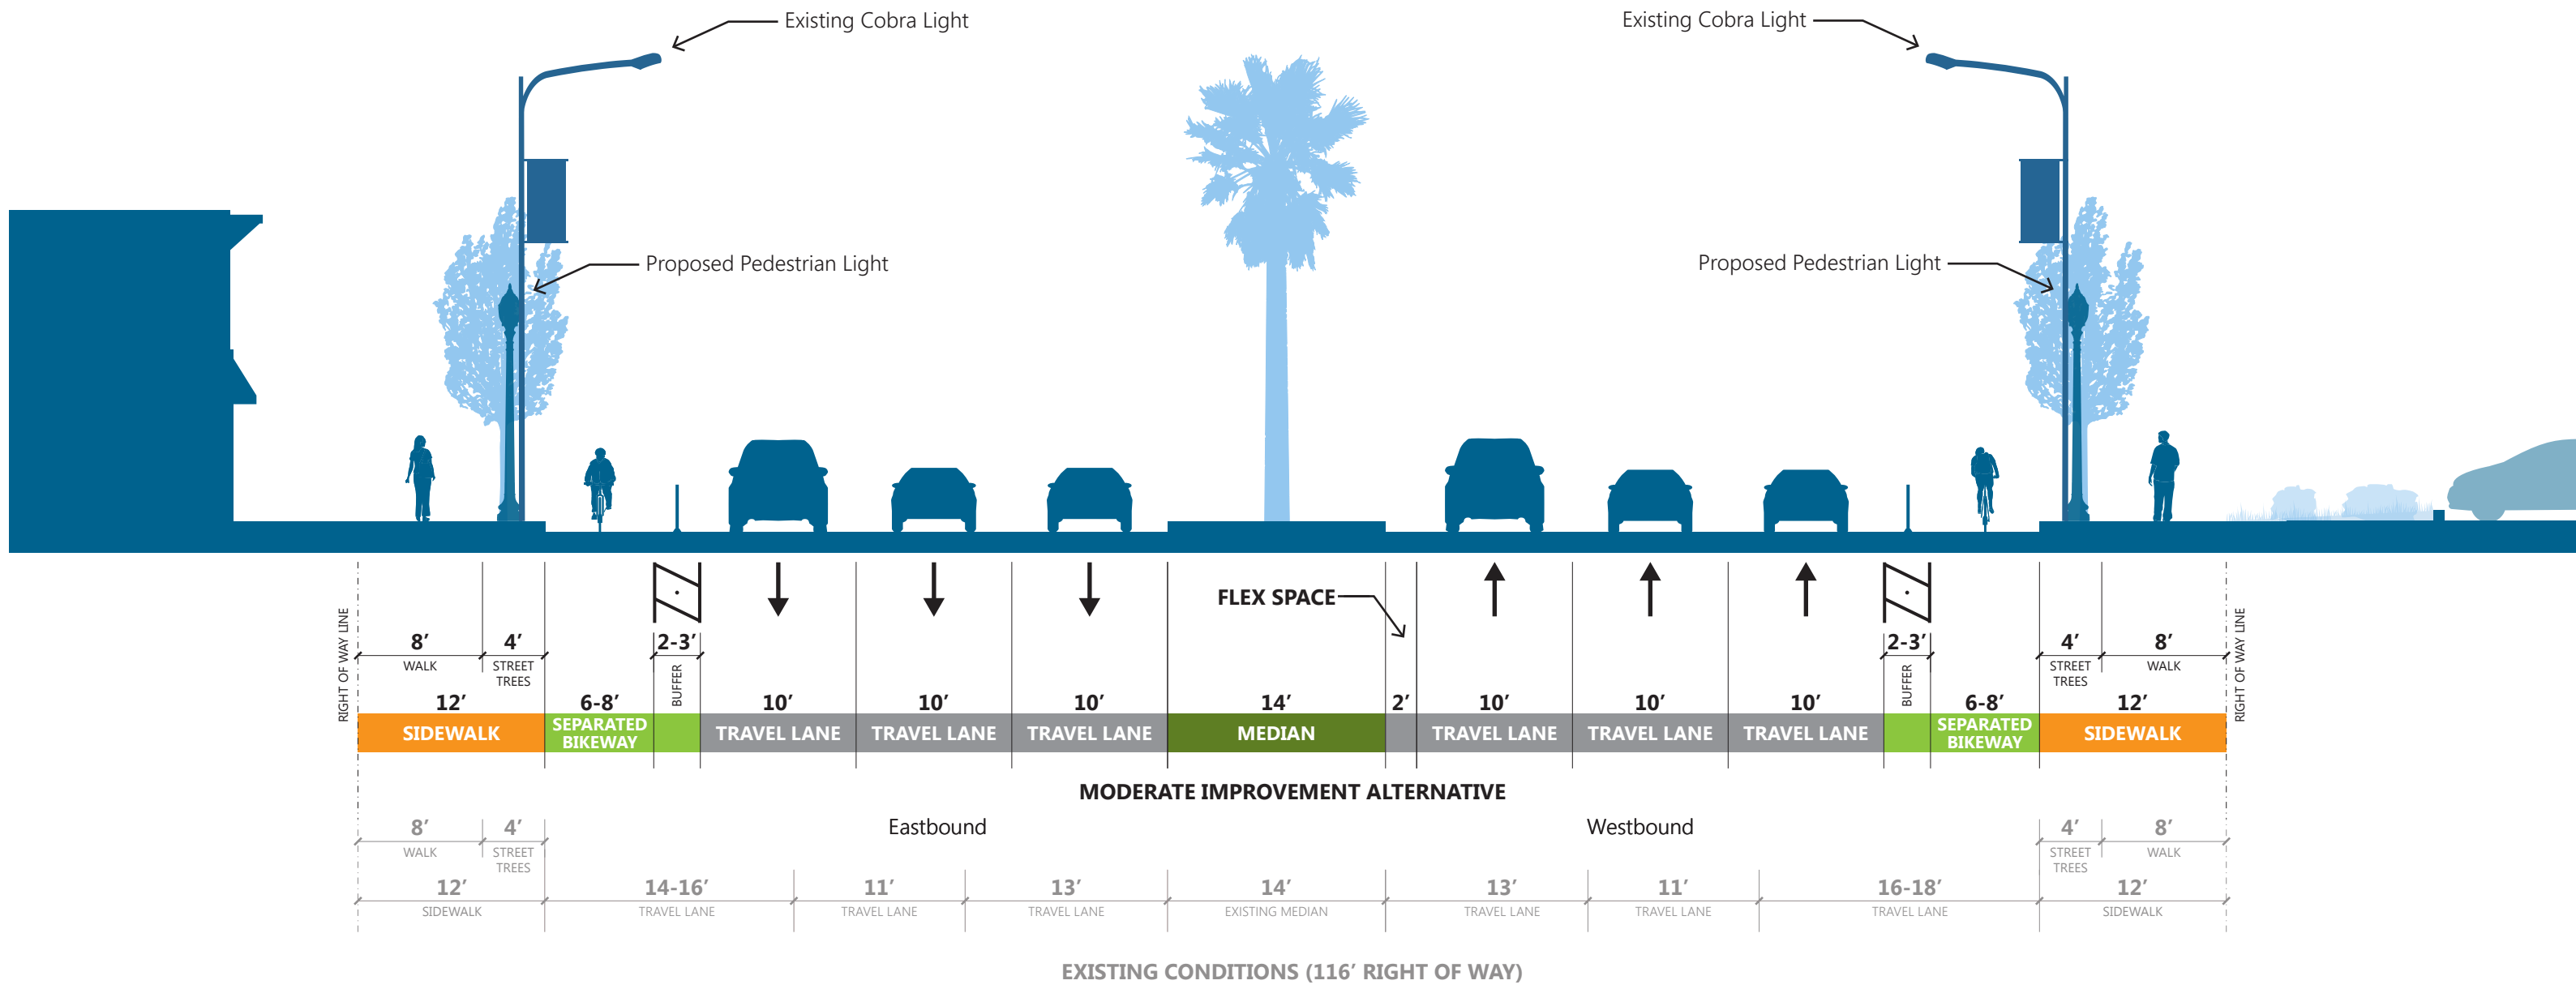 Existing Cobra Light
Existing Cobra Light
Proposed Pedestrian Light
Proposed Pedestrian Light
FLEX SPACE
RIGHT OF WAY LINE
8’
4’
2-3’
2-3’
4’
8’
RIGHT OF WAY LINE
WALK
STREET
TREES
BUFFER
BUFFER
STREET
TREES
WALK
12’
6-8’
10’
10’
10’
14’
2’
10’
10’
10’
6-8’
12’
SIDEWALK
SEPARATED
BIKEWAY
TRAVEL LANE
TRAVEL LANE
TRAVEL LANE
MEDIAN
TRAVEL LANE
TRAVEL LANE
TRAVEL LANE
SEPARATED
BIKEWAY
SIDEWALK
MODERATE IMPROVEMENT ALTERNATIVE
8’
4’
Eastbound
Westbound
4’
8’
WALK
STREET
TREES
STREET
TREES
WALK
12’
14-16’
11’
13’
14’
13’
11’
16-18’
12’
SIDEWALK
TRAVEL LANE
TRAVEL LANE
TRAVEL LANE
EXISTING MEDIAN
TRAVEL LANE
TRAVEL LANE
TRAVEL LANE
SIDEWALK
EXISTING CONDITIONS (116’ RIGHT OF WAY)